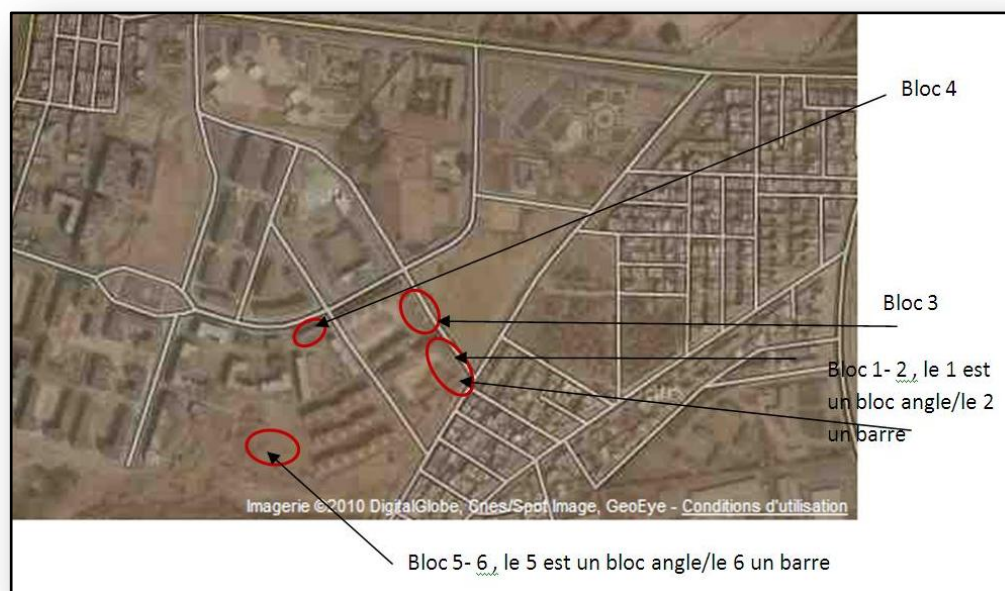 Bloc 4
Bloc 3
Bloc 1- 2 , le 1 est
un bloc angle/le 2
un barre
Imagerie ©2010 DigitalGlobe, Cnes/Spot Image, GeoEye - Conditions d'utilisation
Bloc 5- 6 , le 5 est un bloc angle/le 6 un barre